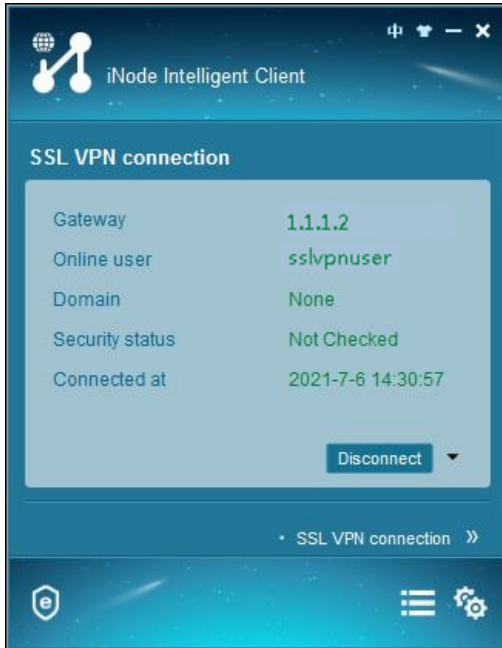 中
iNode Intelligent Client
SSL VPN connection
Gateway 1.1.1.2
Online user sslvpnuser
Domain None
Security status Not Checked
Connected at 2021-7-6 14:30:57
Disconnect
• SSL VPN connection »
e